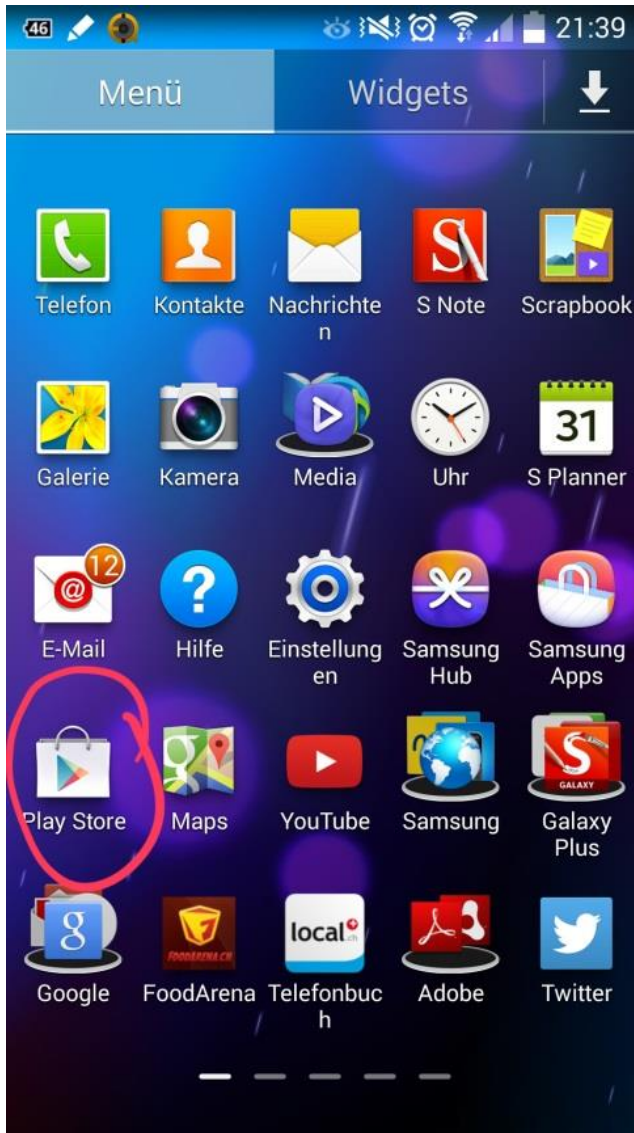 46 21:39
Menü Widgets
Telefon Kontakte Nachrichte S Note Scrapbook
n
31
Galerie Kamera Media Uhr S Planner
@ 12 ?
E-Mail Hilfe Einstellung Samsung Samsung
en Hub Apps
GALAXY
Play Store Maps YouTube Samsung Galaxy
Plus
g FOODARENA.CH local.ch
Google FoodArena Telefonbuc Adobe Twitter
h